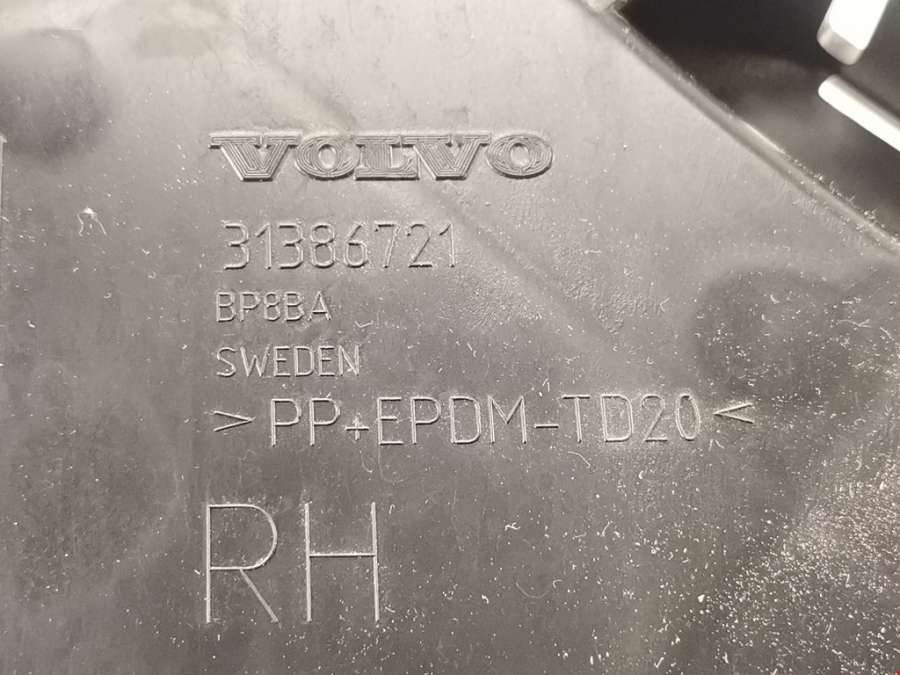 VOLVO
31386721
BP8BA
SWEDEN
>PP+EPDM-TD20<
RH